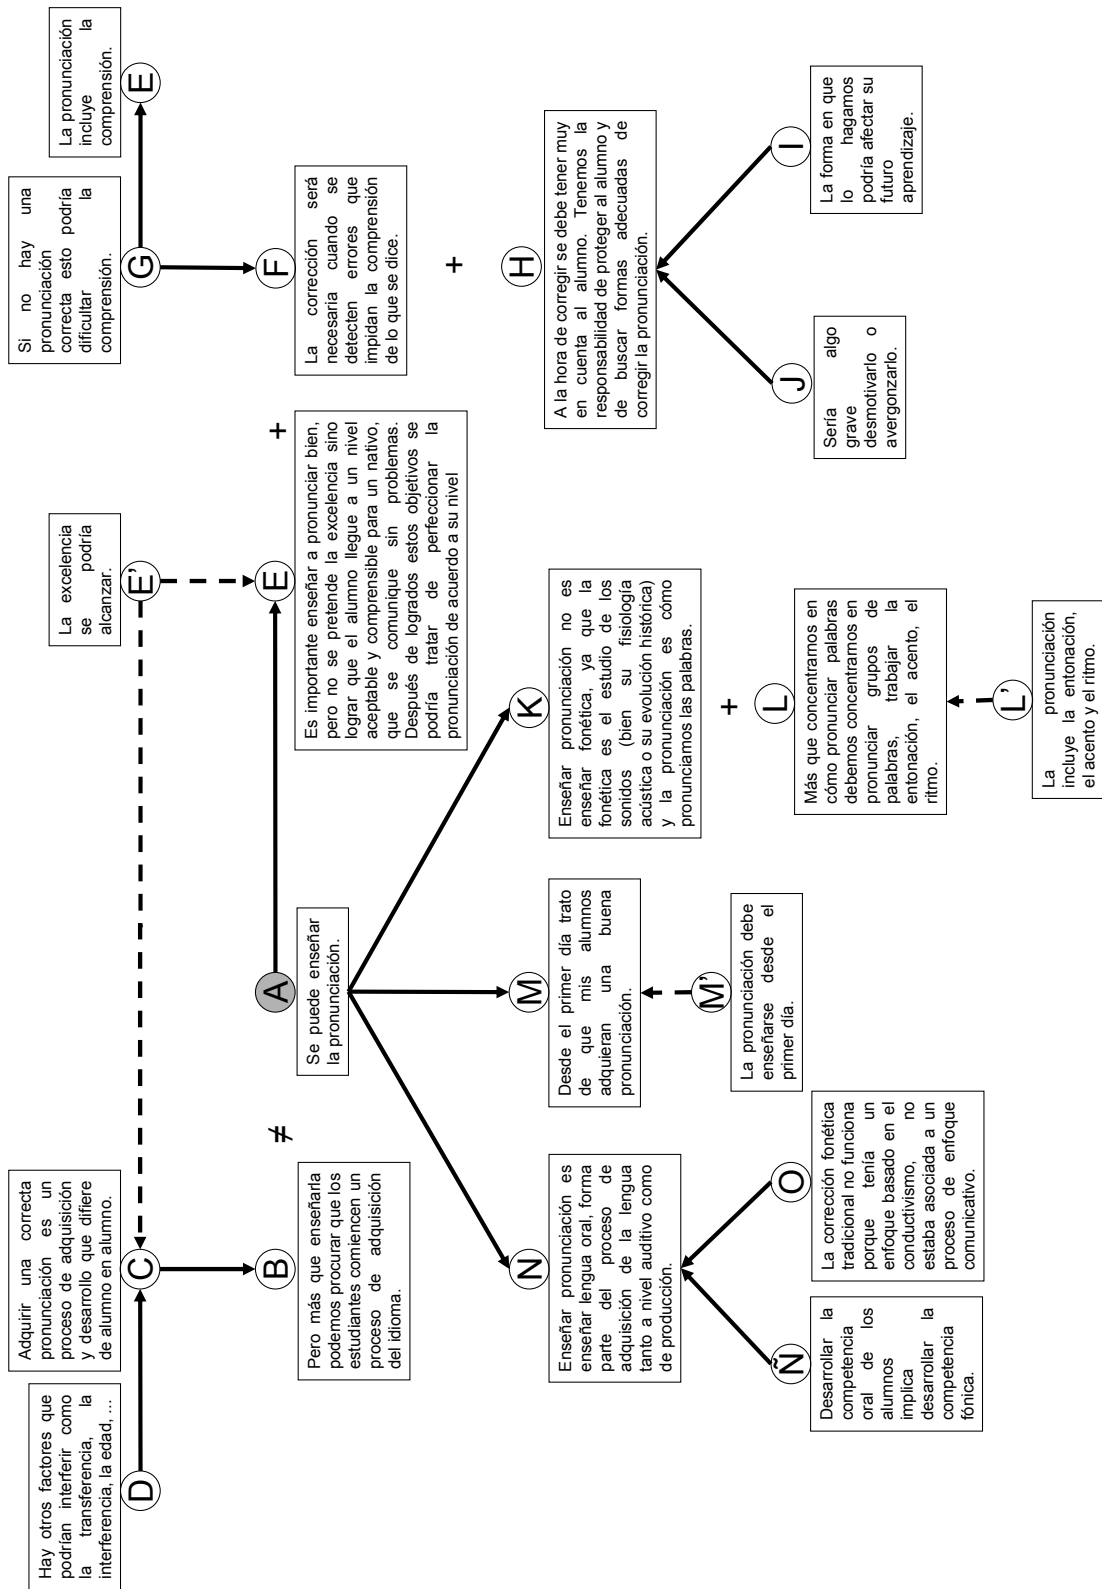 Hay otros factores que
podrían interferir como
la transferencia, la
interferencia, la edad, ...
D
Adquirir una correcta
pronunciación es un
proceso de adquisición
y desarrollo que difiere
de alumno en alumno.
C
La excelencia
se podría
alcanzar.
E'
Si no hay una
pronunciación
correcta esto podría
dificultar la
comprensión.
G
La pronunciación
incluye la
comprensión.
E
B
Pero más que enseñarla
podemos procurar que los
estudiantes comiencen un
proceso de adquisición
del idioma.
≠
A
Se puede enseñar
la pronunciación.
E
Es importante enseñar a pronunciar bien,
pero no se pretende la excelencia sino
lograr que el alumno llegue a un nivel
aceptable y comprensible para un nativo,
que se comunique sin problemas.
Después de logrados estos objetivos se
podría tratar de perfeccionar la
pronunciación de acuerdo a su nivel
+
F
La corrección será
necesaria cuando se
detecten errores que
impidan la comprensión
de lo que se dice.
+
H
A la hora de corregir se debe tener muy
en cuenta al alumno. Tenemos la
responsabilidad de proteger al alumno y
de buscar formas adecuadas de
corregir la pronunciación.
N
Enseñar pronunciación es
enseñar lengua oral, forma
parte del proceso de
adquisición de la lengua
tanto a nivel auditivo como
de producción.
M
Desde el primer día trato
de que mis alumnos
adquieran una buena
pronunciación.
K
Enseñar pronunciación no es
enseñar fonética, ya que la
fonética es el estudio de los
sonidos (bien su fisiología
acústica o su evolución histórica)
y la pronunciación es cómo
pronunciamos las palabras.
+
L
Más que concentrarnos en
cómo pronunciar palabras
debemos concentrarnos en
pronunciar grupos de
palabras, trabajar la
entonación, el acento, el
ritmo.
Ñ
Desarrollar la
competencia
oral de los
alumnos
implica
desarrollar la
competencia
fónica.
O
La corrección fonética
tradicional no funciona
porque tenía un
enfoque basado en el
conductivismo, no
estaba asociada a un
proceso de enfoque
comunicativo.
M'
La pronunciación debe
enseñarse desde el
primer día.
L'
La pronunciación
incluye la entonación,
el acento y el ritmo.
J
Sería algo
grave
desmotivarlo o
avergonzarlo.
I
La forma en que
lo hagamos
podría afectar su
futuro
aprendizaje.